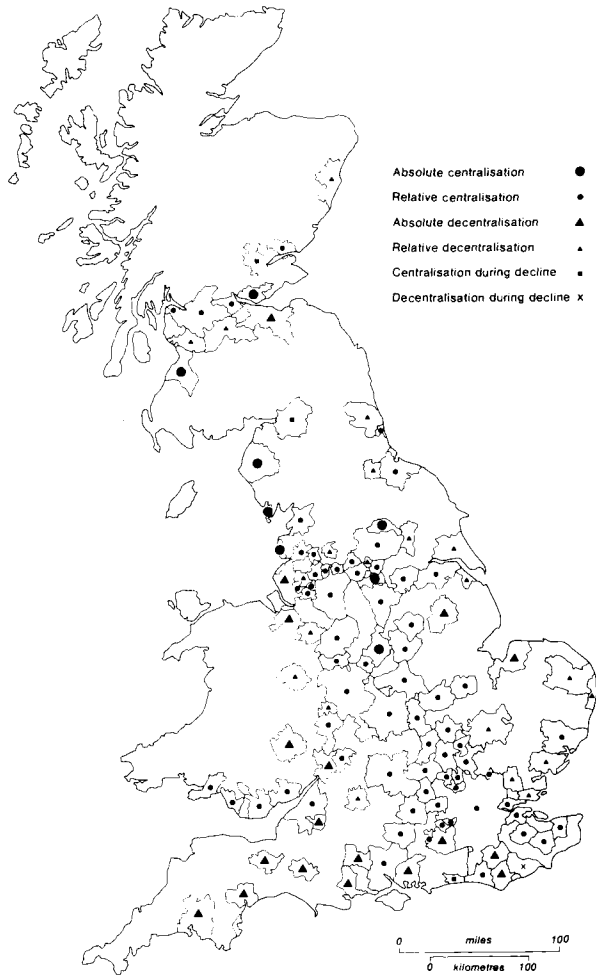 Absolute centralisation
Relative centralisation
Absolute decentralisation
Relative decentralisation
Centralisation during decline
Decentralisation during decline
0 miles 100
0 kilometres 100